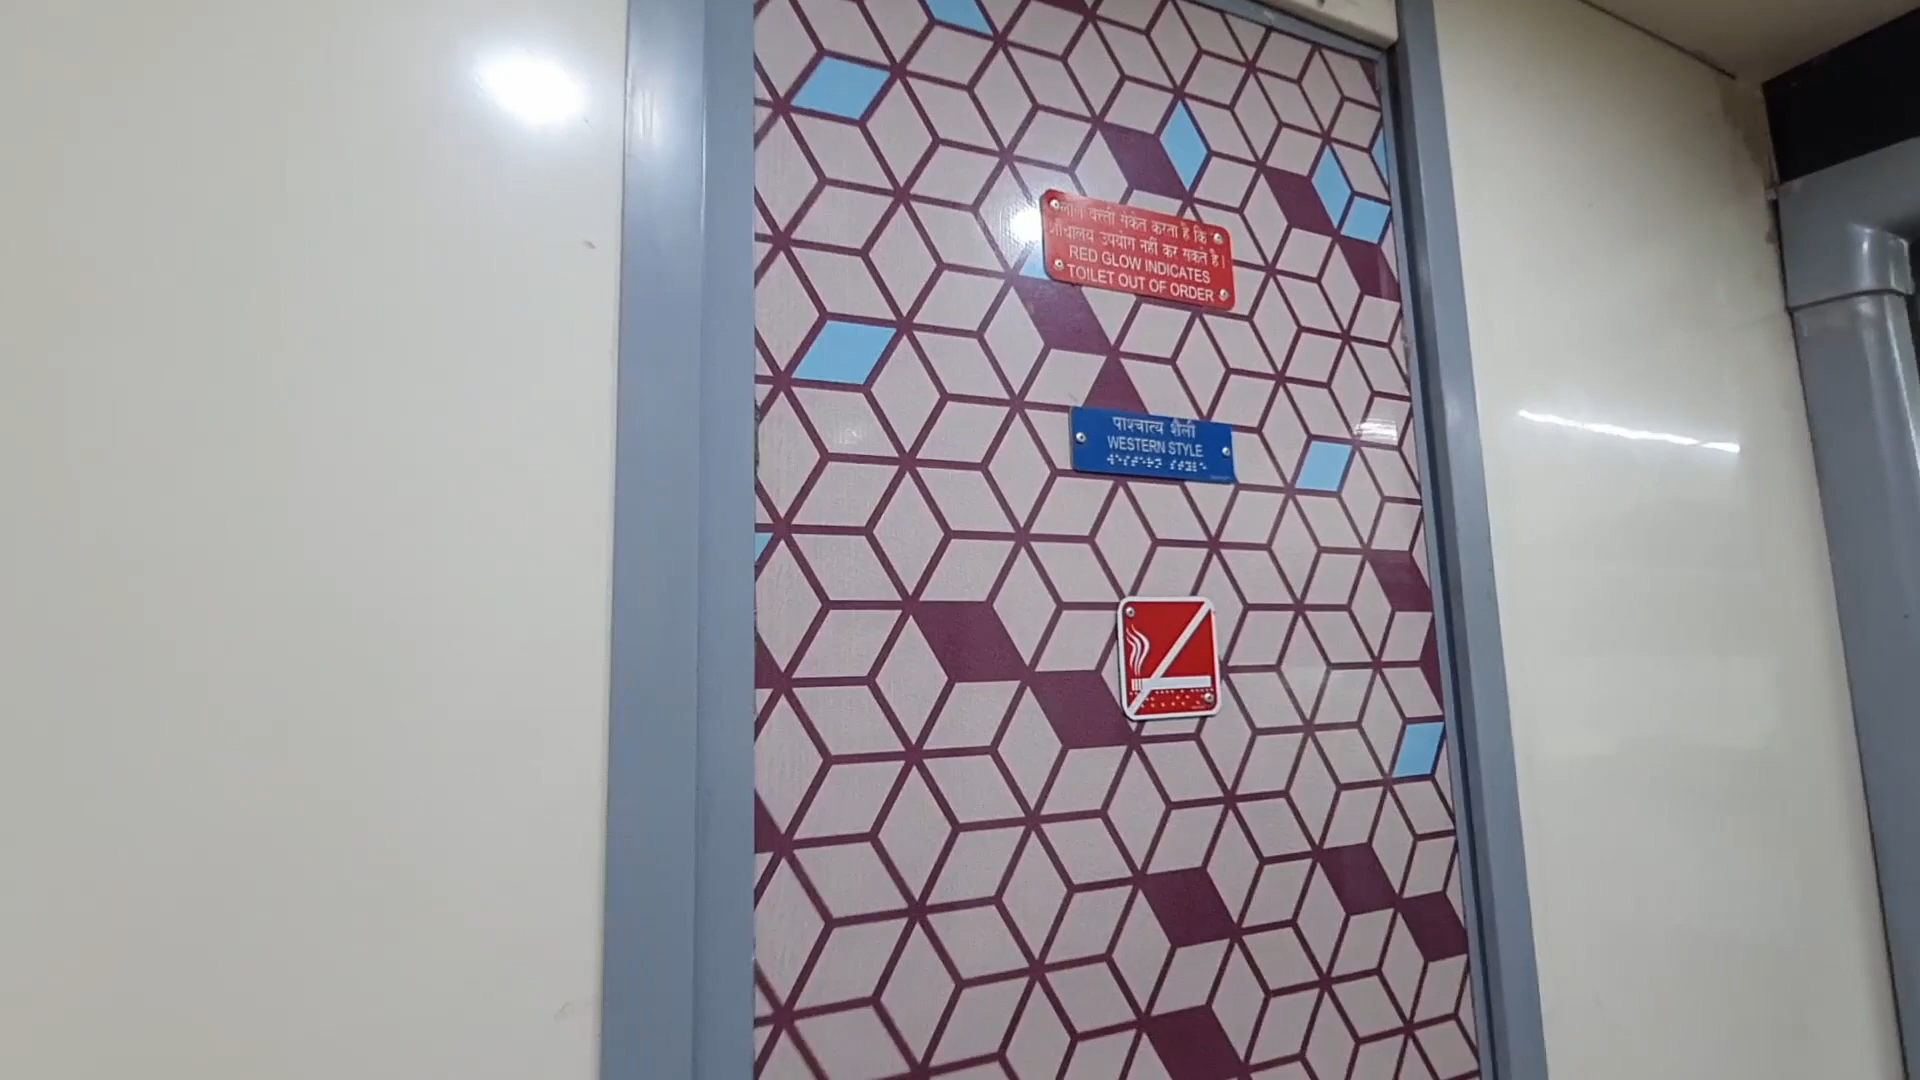 लाल बत्ती संकेत करता है कि
शौचालय उपयोग नहीं कर सकते है।
RED GLOW INDICATES
TOILET OUT OF ORDER
पाश्चात्य शैली
WESTERN STYLE